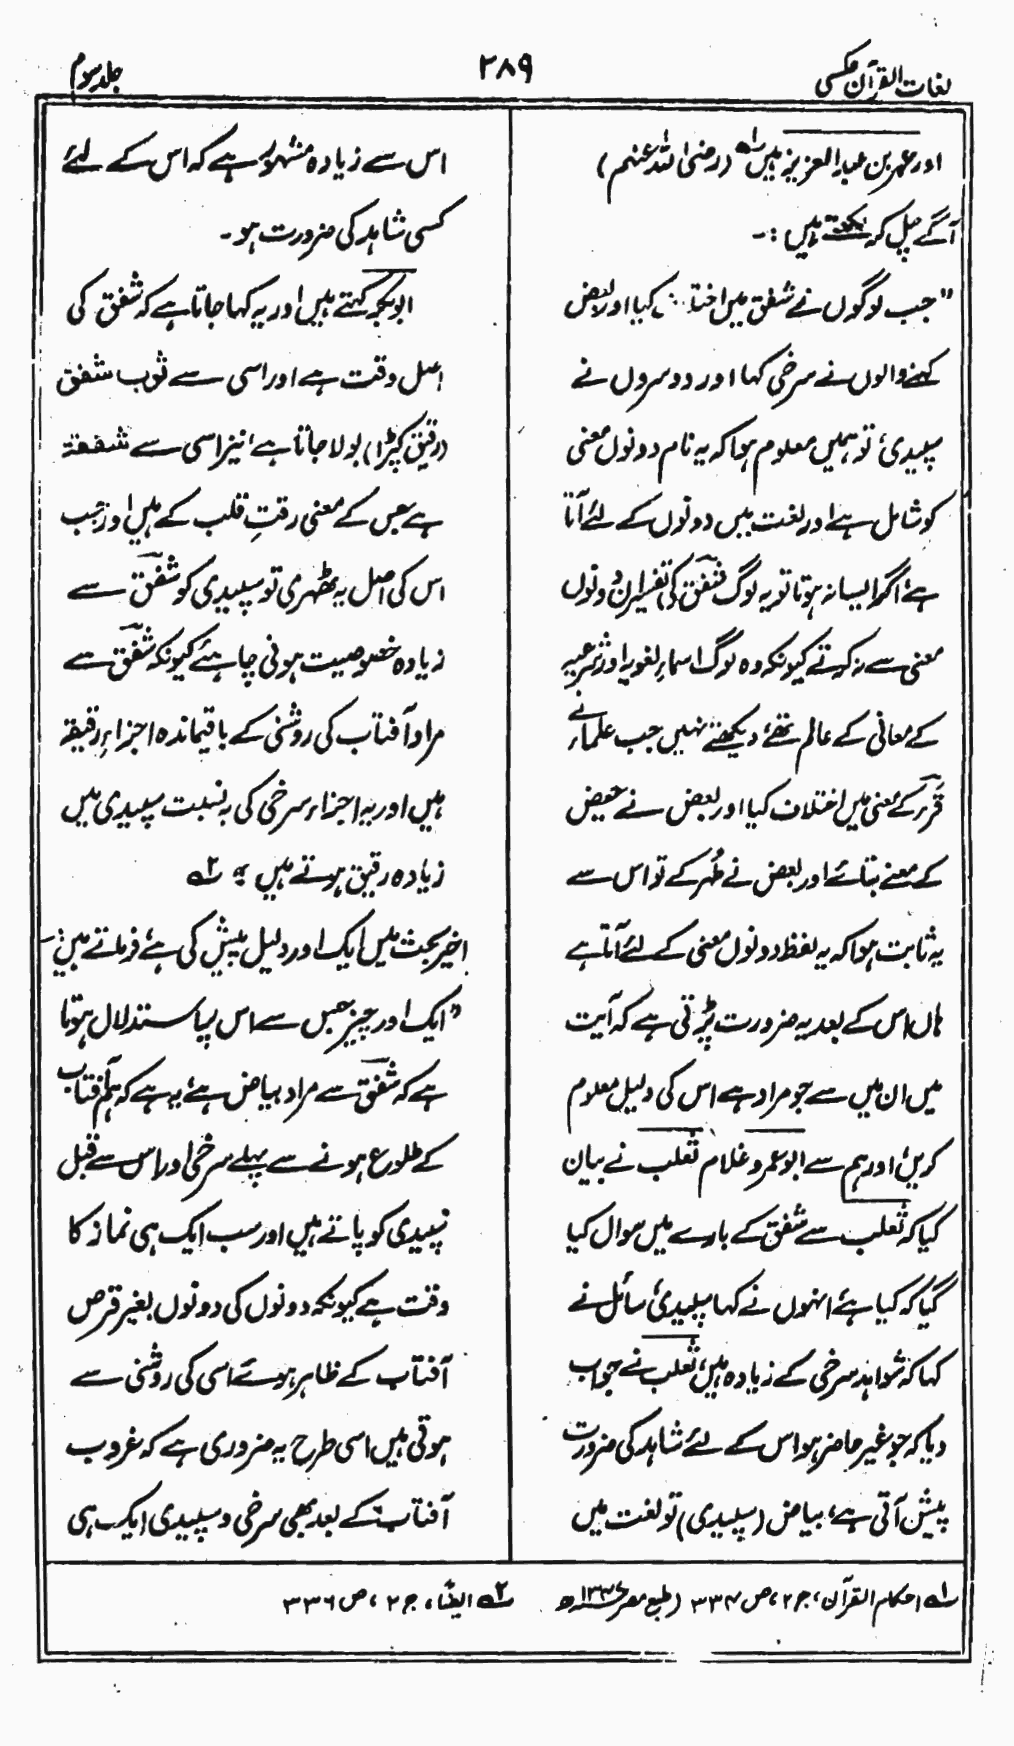 لغات القرآن عکسی
۲۸۹
جلد سوم
اور عمر بن عبدالعزیز ہیں لہ (رضی اللہ عنہم)
آگے چل کر لکھتے ہیں :۔
"جب لوگوں نے شفق میں اختلاف کیا اور بعض
کہنے والوں نے سرخی کہا اور دوسروں نے
سپیدی، تو ہمیں معلوم ہوا کہ یہ نام دونوں معنی
کو شامل ہے اور لغت میں دونوں کے لئے آتا
ہے، اگر ایسا نہ ہوتا تو یہ لوگ شفق کی تفسیر ان دونوں
معنی سے نہ کرتے کیونکہ وہ لوگ اسماءِ لغویہ اور شرعیہ
کے معانی کے عالم تھے، دیکھتے نہیں جب علماء نے
قرء کے معنی میں اختلاف کیا اور بعض نے حیض
کے معنے بتائے اور بعض نے طُہر کے تو اس سے
یہ ثابت ہوا کہ یہ لفظ دونوں معنی کے لئے آتا ہے
ہاں اس کے بعد یہ ضرورت پڑتی ہے کہ آیت
میں ان میں سے جو مراد ہے اس کی دلیل معلوم
کریں، اور ہم سے ابوعمرو غلام ثعلب نے بیان
کیا کہ ثعلب سے شفق کے بارے میں سوال کیا
گیا کہ کیا ہے، انہوں نے کہا سپیدی، سائل نے
کہا کہ شواہد سرخی کے زیادہ ہیں، ثعلب نے جواب
دیا کہ جو غیر حاضر ہو اس کے لئے شاہد کی ضرورت
پیش آتی ہے، بیاض (سپیدی) تو لغت میں
اس سے زیادہ مشہور ہے کہ اس کے لئے
کسی شاہد کی ضرورت ہو۔
ابوبکر کہتے ہیں اور یہ کہا جاتا ہے کہ شفق کی
اصل وقت ہے اور اسی سے ثوب شفق
(رقیق کپڑا) بولا جاتا ہے، نیز اسی سے شفقة
ہے جس کے معنی رقتِ قلب کے ہیں اور جب
اس کی اصل یہ ٹھہری تو سپیدی کو شفق سے
زیادہ خصوصیت ہونی چاہئے کیونکہ شفق سے
مراد آفتاب کی روشنی کے باقیماندہ اجزاءِ رقیقہ
ہیں اور یہ اجزاء سرخی کی بہ نسبت سپیدی میں
زیادہ رقیق ہوتے ہیں" ۲ہ
اخیر بحث میں ایک اور دلیل پیش کی ہے، فرماتے ہیں:۔
"ایک اور چیز جس سے اس پر استدلال ہوتا
ہے کہ شفق سے مراد بیاض ہے، یہ ہے کہ ہم آفتاب
کے طلوع ہونے سے پہلے سرخی اور اس سے قبل
سپیدی کو پاتے ہیں اور سب ایک ہی نماز کا
وقت ہے کیونکہ دونوں کی دونوں بغیر قرص
آفتاب کے ظاہر ہوئے اسی کی روشنی سے
ہوتی ہیں اسی طرح یہ ضروری ہے کہ غروب
آفتاب کے بعد بھی سرخی و سپیدی ایک ہی
۱ہ احکام القرآن، ج۲، ص ۳۳۴ (طبع مصر ھ
۲ہ ایضًا، ج۲، ص ۳۳۶